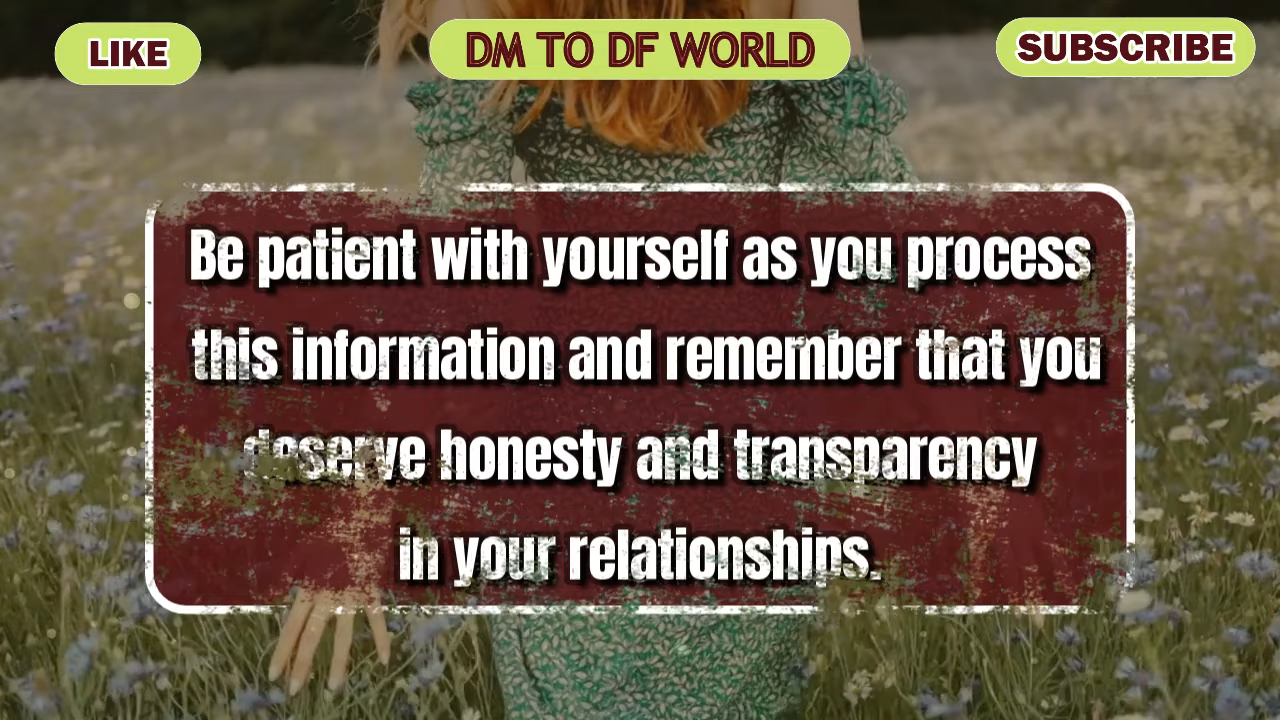 LIKE
DM TO DF WORLD
SUBSCRIBE
Be patient with yourself as you process
this information and remember that you
deserve honesty and transparency
in your relationships.